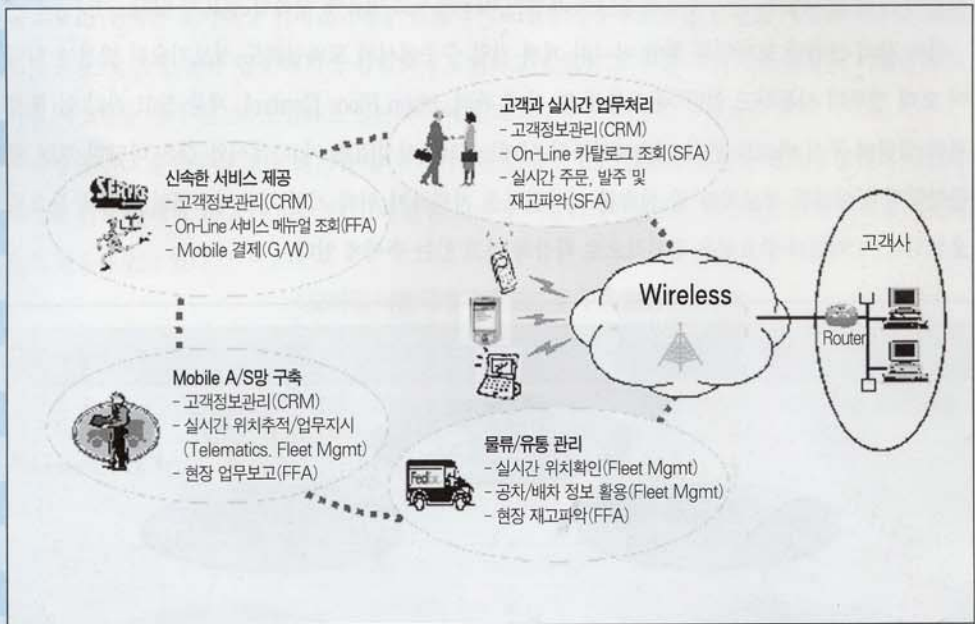 고객과 실시간 업무처리
- 고객정보관리(CRM)
- On-Line 카탈로그 조회(SFA)
- 실시간 주문, 발주 및
재고파악(SFA)
신속한 서비스 제공
- 고객정보관리(CRM)
- On-Line 서비스 메뉴얼 조회(FFA)
- Mobile 결제(G/W)
고객사
Wireless
Router
Mobile A/S망 구축
- 고객정보관리(CRM)
- 실시간 위치추적/업무지시
(Telematics. Fleet Mgmt)
- 현장 업무보고(FFA)
물류/유통 관리
- 실시간 위치확인(Fleet Mgmt)
- 공차/배차 정보 활용(Fleet Mgmt)
- 현장 재고파악(FFA)
FedEx